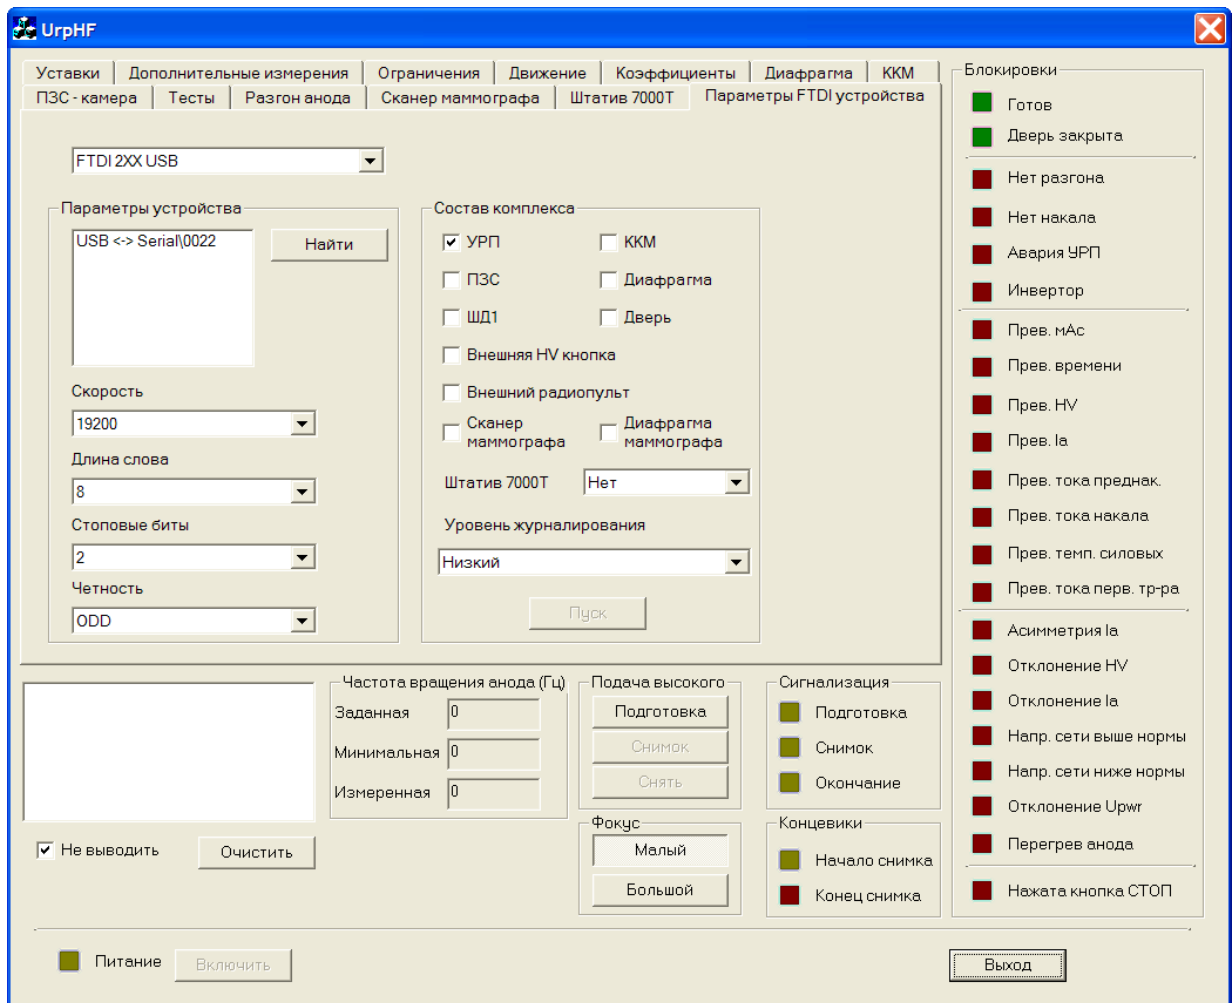 UrpHF
Уставки
Дополнительные измерения
Ограничения
Движение
Коэффициенты
Диафрагма
ККМ
ПЗС - камера
Тесты
Разгон анода
Сканер маммографа
Штатив 7000Т
Параметры FTDI устройства
FTDI 2XX USB
Параметры устройства
USB <-> Serial\0022
Найти
Скорость
19200
Длина слова
8
Стоповые биты
2
Четность
ODD
Состав комплекса
УРП
ККМ
ПЗС
Диафрагма
ШД1
Дверь
Внешняя HV кнопка
Внешний радиопульт
Сканер
маммографа
Диафрагма
маммографа
Штатив 7000Т
Нет
Уровень журналирования
Низкий
Пуск
Не выводить
Очистить
Частота вращения анода (Гц)
Заданная
0
Минимальная
0
Измеренная
0
Подача высокого
Подготовка
Снимок
Снять
Фокус
Малый
Большой
Сигнализация
Подготовка
Снимок
Окончание
Концевики
Начало снимка
Конец снимка
Блокировки
Готов
Дверь закрыта
Нет разгона
Нет накала
Авария УРП
Инвертор
Прев. мАс
Прев. времени
Прев. HV
Прев. Ia
Прев. тока преднак.
Прев. тока накала
Прев. темп. силовых
Прев. тока перв. тр-ра
Асимметрия Ia
Отклонение HV
Отклонение Ia
Напр. сети выше нормы
Напр. сети ниже нормы
Отклонение Upwr
Перегрев анода
Нажата кнопка СТОП
Питание
Включить
Выход